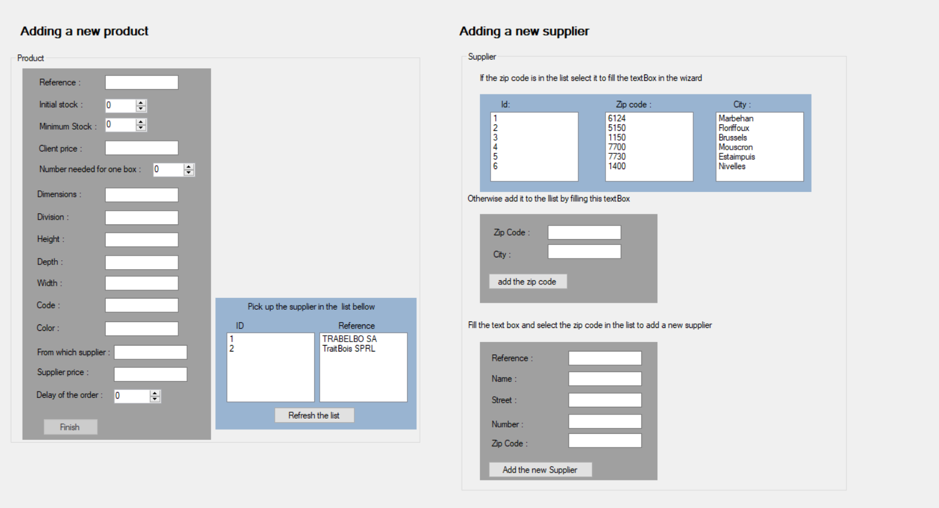 Adding a new product
Product
Reference :
Initial stock : 0
Minimum Stock : 0
Client price :
Number needed for one box : 0
Dimensions :
Division :
Height :
Depth :
Width :
Code :
Color :
From which supplier :
Supplier price :
Delay of the order : 0
Finish
Pick up the supplier in the list bellow
ID Reference
1 TRABELBO SA
2 TraitBois SPRL
Refresh the list
Adding a new supplier
Supplier
If the zip code is in the list select it to fill the textBox in the wizard
Id: Zip code : City :
1 6124 Marbehan
2 5150 Floriffoux
3 1150 Brussels
4 7700 Mouscron
5 7730 Estaimpuis
6 1400 Nivelles
Otherwise add it to the llist by filling this textBox
Zip Code :
City :
add the zip code
Fill the text box and select the zip code in the list to add a new supplier
Reference :
Name :
Street :
Number :
Zip Code :
Add the new Supplier